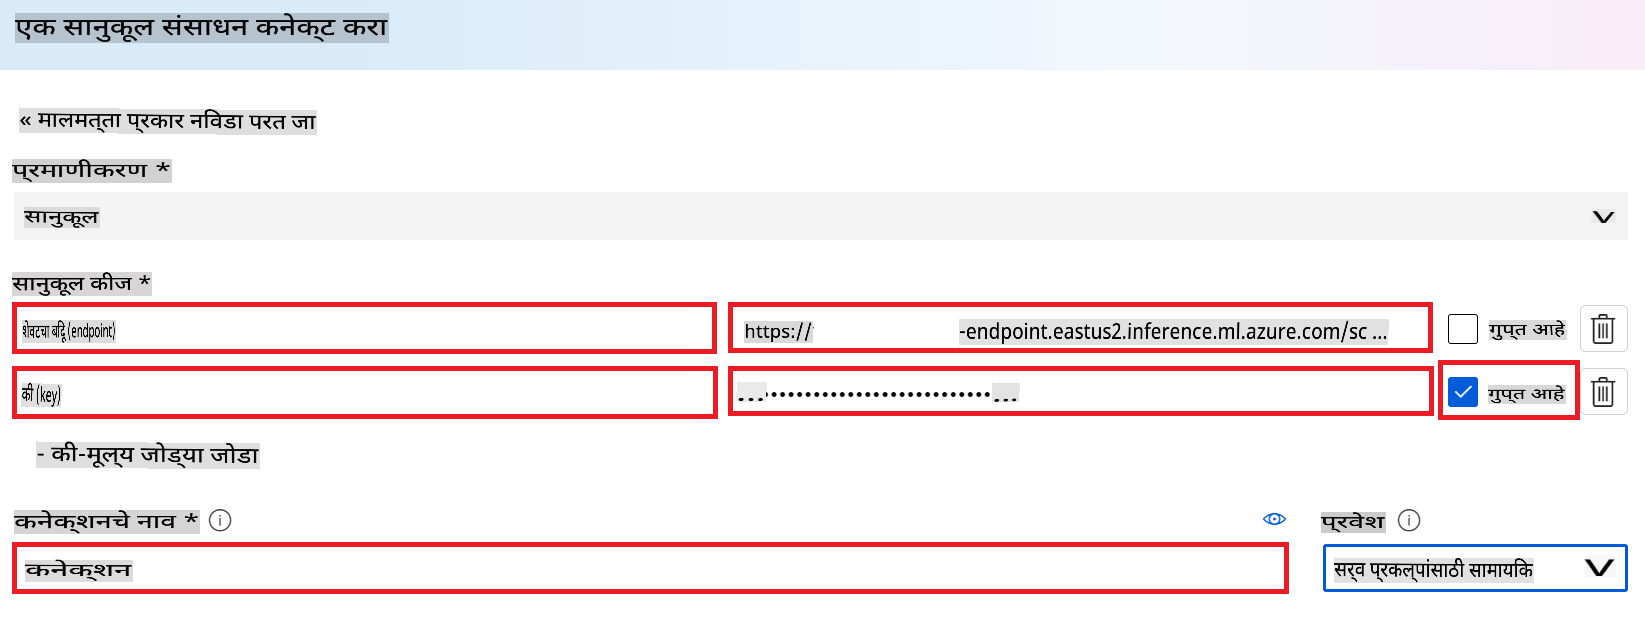 एक सानुकूल संसाधन कनेक्ट करा
« मालमत्ता प्रकार निवडा परत जा
प्रमाणीकरण *
सानुकूल
सानुकूल कीज *
शेवटचा बिंदू (endpoint) https:// -endpoint.eastus2.inference.ml.azure.com/sc ... गुप्त आहे
की (key) ...••••••••••••••••••••••••••••... गुप्त आहे
- की-मूल्य जोड्या जोडा
कनेक्शनचे नाव * प्रवेश
कनेक्शन सर्व प्रकल्पांसाठी सामायिक